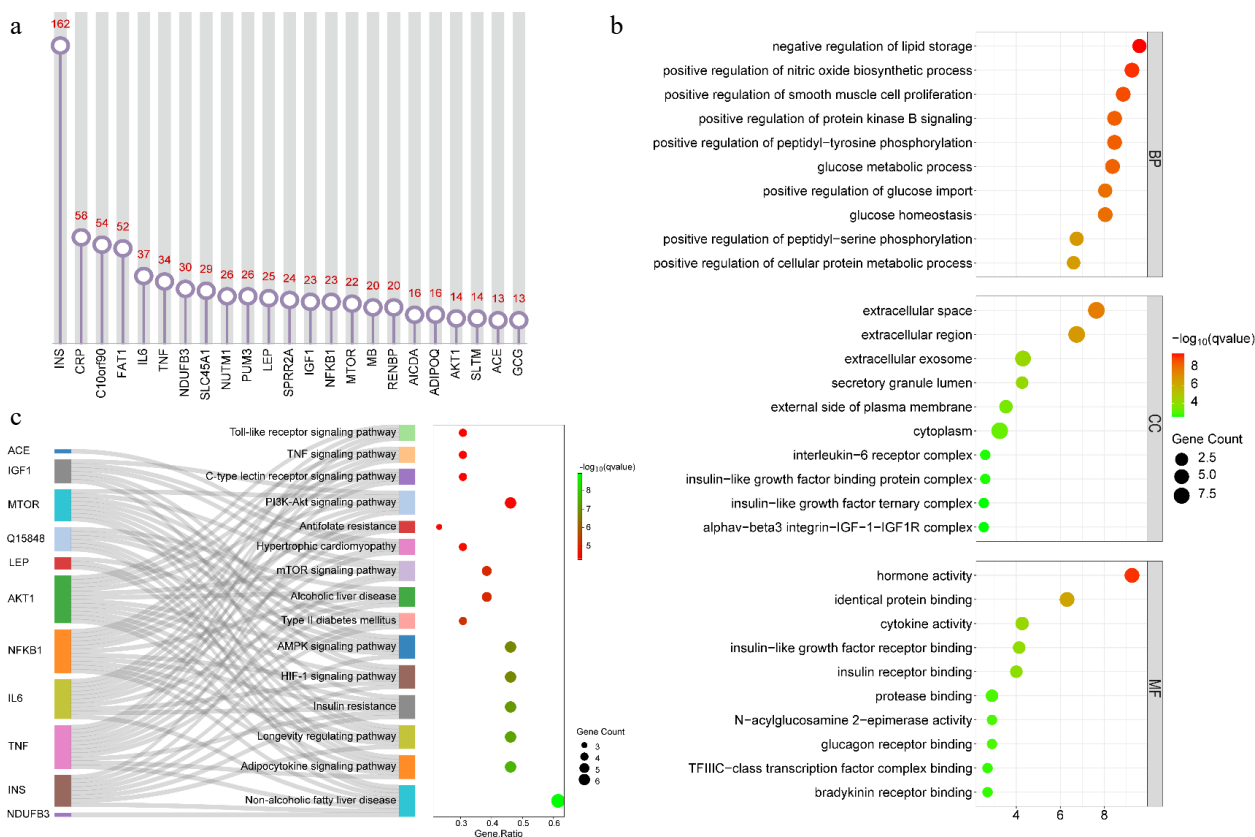 a
162
58
54
52
37
34
30
29
26
26
25
24
23
23
22
20
20
16
16
14
14
13
13
INS
CRP
C10orf90
FAT1
IL6
TNF
NDUFB3
SLC45A1
NUTM1
PUM3
LEP
SPRR2A
IGF1
NFKB1
MTOR
MB
RENBP
AICDA
ADIPOQ
AKT1
SLTM
ACE
GCG
b
negative regulation of lipid storage
positive regulation of nitric oxide biosynthetic process
positive regulation of smooth muscle cell proliferation
positive regulation of protein kinase B signaling
positive regulation of peptidyl−tyrosine phosphorylation
glucose metabolic process
positive regulation of glucose import
glucose homeostasis
positive regulation of peptidyl−serine phosphorylation
positive regulation of cellular protein metabolic process
BP
extracellular space
extracellular region
extracellular exosome
secretory granule lumen
external side of plasma membrane
cytoplasm
interleukin−6 receptor complex
insulin−like growth factor binding protein complex
insulin−like growth factor ternary complex
alphav−beta3 integrin−IGF−1−IGF1R complex
CC
hormone activity
identical protein binding
cytokine activity
insulin−like growth factor receptor binding
insulin receptor binding
protease binding
N−acylglucosamine 2−epimerase activity
glucagon receptor binding
TFIIIC−class transcription factor complex binding
bradykinin receptor binding
MF
4 6 8
−log10(qvalue)
8
6
4
Gene Count
2.5
5.0
7.5
c
ACE
IGF1
MTOR
Q15848
LEP
AKT1
NFKB1
IL6
TNF
INS
NDUFB3
Toll−like receptor signaling pathway
TNF signaling pathway
C−type lectin receptor signaling pathway
PI3K−Akt signaling pathway
Antifolate resistance
Hypertrophic cardiomyopathy
mTOR signaling pathway
Alcoholic liver disease
Type II diabetes mellitus
AMPK signaling pathway
HIF−1 signaling pathway
Insulin resistance
Longevity regulating pathway
Adipocytokine signaling pathway
Non−alcoholic fatty liver disease
0.3 0.4 0.5 0.6
Gene.Ratio
−log10(qvalue)
8
7
6
5
Gene Count
3
4
5
6